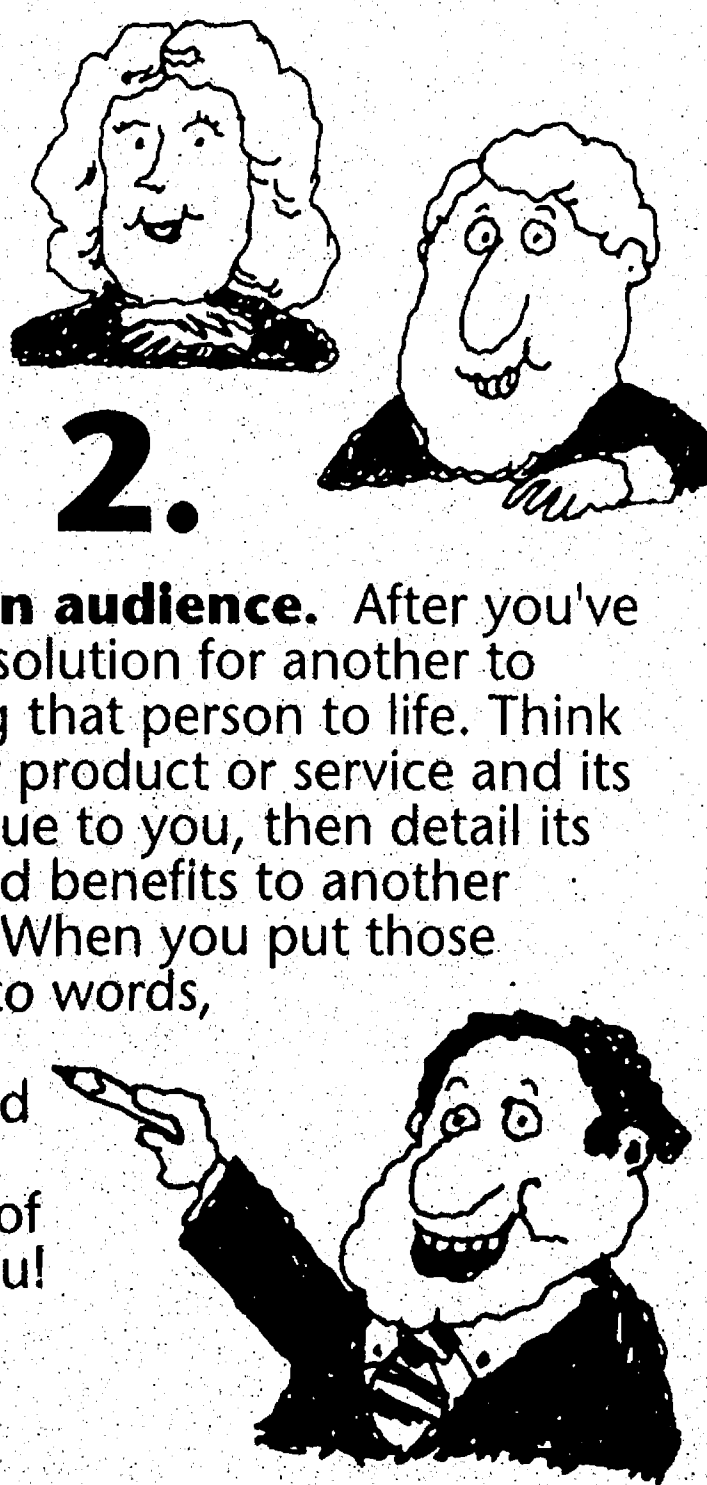 2.
n audience. After you've
solution for another to
g that person to life. Think
product or service and its
ue to you, then detail its
d benefits to another
When you put those
to words,
d
of
u!